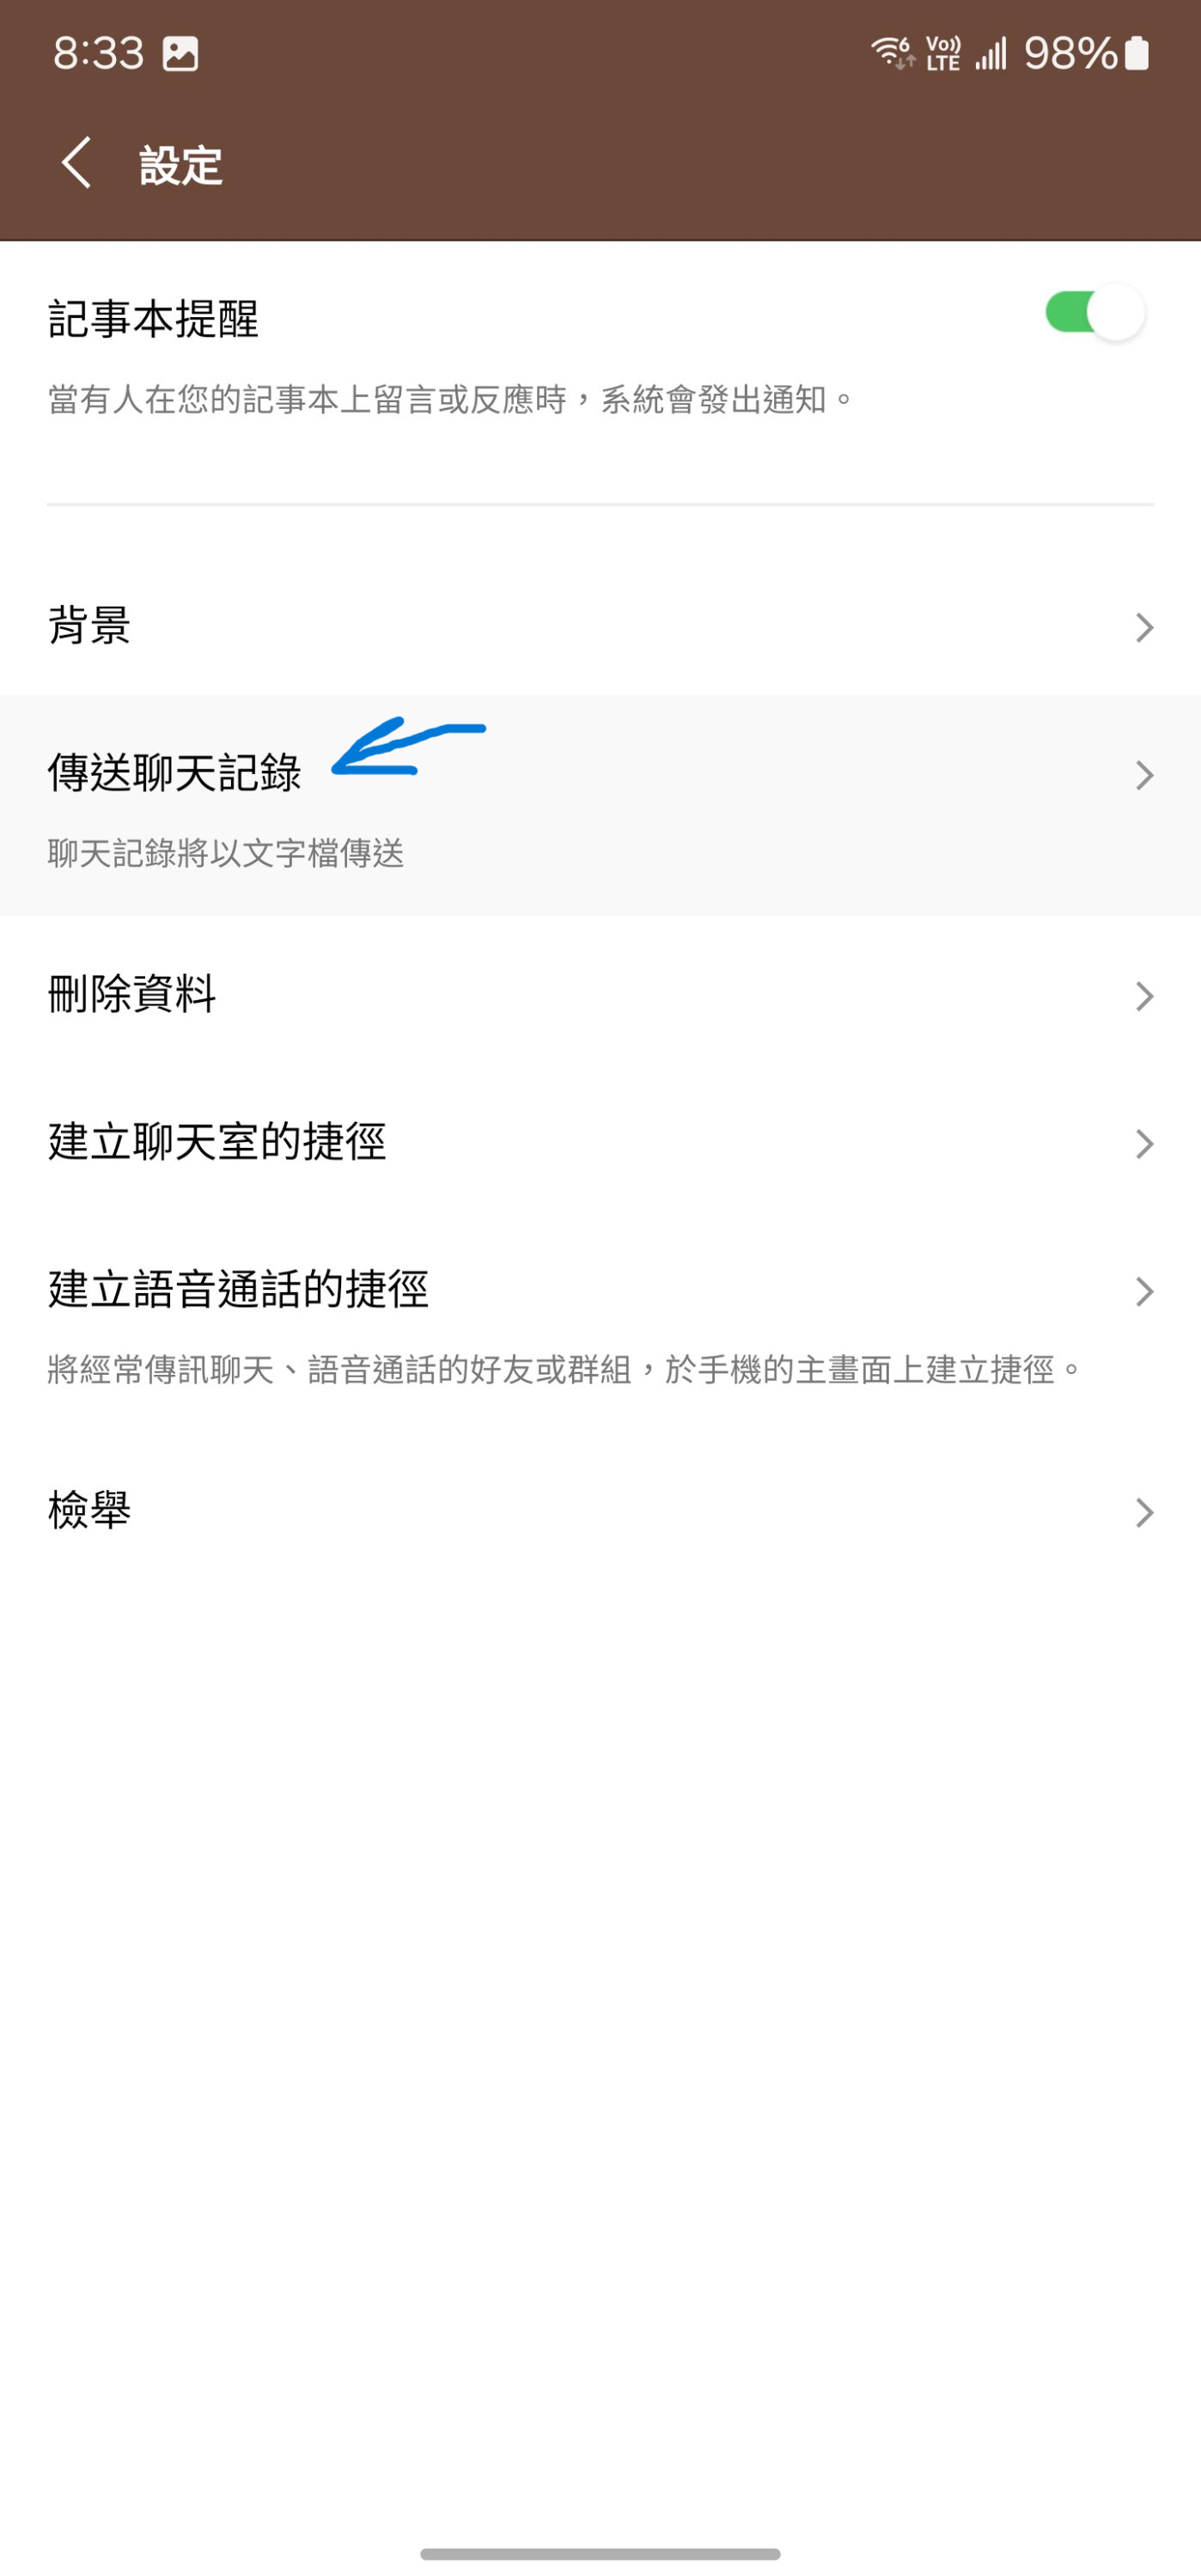 8:33 6 Vo)) LTE 98%
設定
記事本提醒
當有人在您的記事本上留言或反應時，系統會發出通知。
背景
傳送聊天記錄
聊天記錄將以文字檔傳送
刪除資料
建立聊天室的捷徑
建立語音通話的捷徑
將經常傳訊聊天、語音通話的好友或群組，於手機的主畫面上建立捷徑。
檢舉